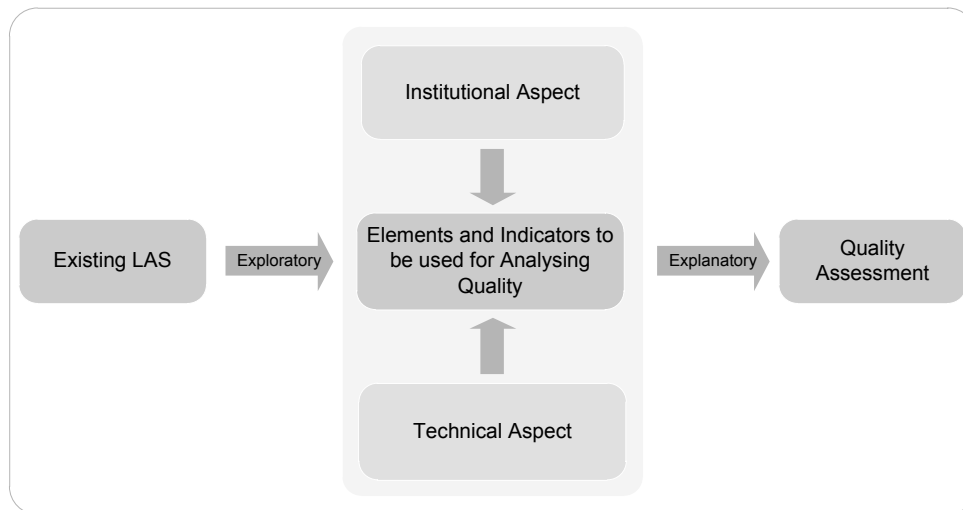 Institutional Aspect
Existing LAS
Exploratory
Elements and Indicators to
be used for Analysing
Quality
Explanatory
Quality
Assessment
Technical Aspect